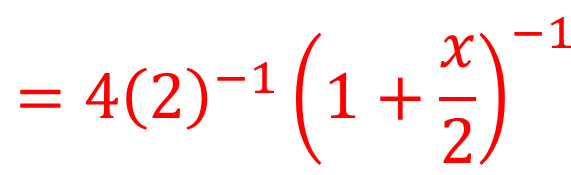 = 4(2)⁻¹(1 + x/2)⁻¹